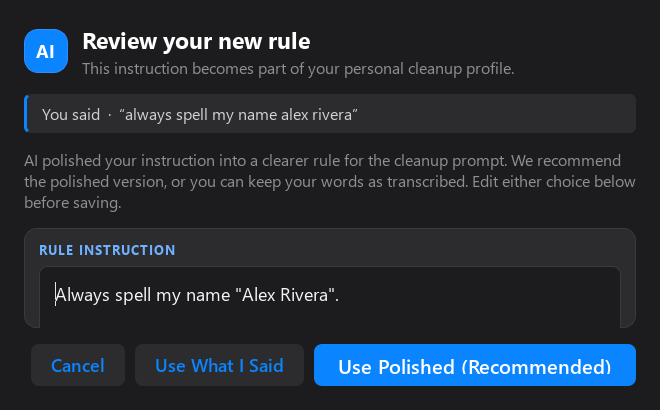 AI
Review your new rule
This instruction becomes part of your personal cleanup profile.
You said · “always spell my name alex rivera”
AI polished your instruction into a clearer rule for the cleanup prompt. We recommend
the polished version, or you can keep your words as transcribed. Edit either choice below
before saving.
RULE INSTRUCTION
Always spell my name "Alex Rivera".
Cancel
Use What I Said
Use Polished (Recommended)